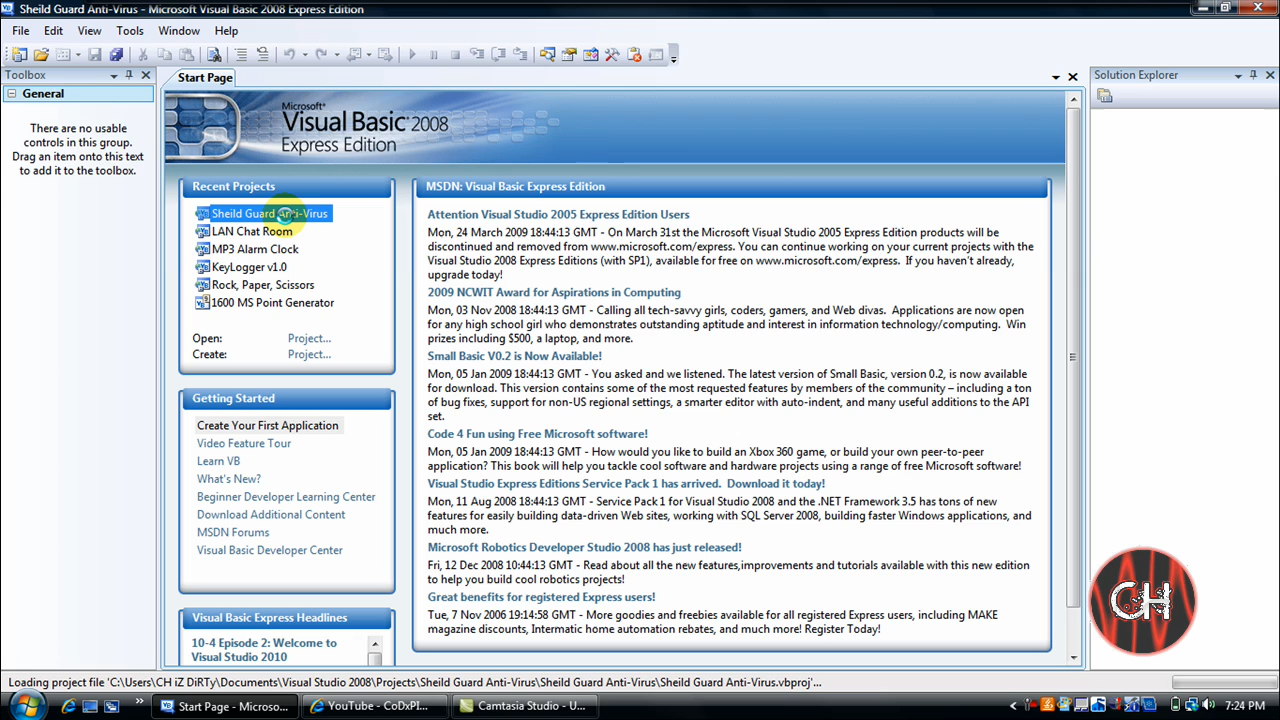 Sheild Guard Anti-Virus - Microsoft Visual Basic 2008 Express Edition
File Edit View Tools Window Help
Toolbox
Start Page
Solution Explorer
General
There are no usable
controls in this group.
Drag an item onto this text
to add it to the toolbox.
Microsoft®
Visual Basic® 2008
Express Edition
Recent Projects
Sheild Guard Anti-Virus
LAN Chat Room
MP3 Alarm Clock
KeyLogger v1.0
Rock, Paper, Scissors
1600 MS Point Generator
Open: Project...
Create: Project...
Getting Started
Create Your First Application
Video Feature Tour
Learn VB
What's New?
Beginner Developer Learning Center
Download Additional Content
MSDN Forums
Visual Basic Developer Center
Visual Basic Express Headlines
10-4 Episode 2: Welcome to
Visual Studio 2010
MSDN: Visual Basic Express Edition
Attention Visual Studio 2005 Express Edition Users
Mon, 24 March 2009 18:44:13 GMT - On March 31st the Microsoft Visual Studio 2005 Express Edition products will be
discontinued and removed from www.microsoft.com/express. You can continue working on your current projects with the
Visual Studio 2008 Express Editions (with SP1), available for free on www.microsoft.com/express. If you haven't already,
upgrade today!
2009 NCWIT Award for Aspirations in Computing
Mon, 03 Nov 2008 18:44:13 GMT - Calling all tech-savvy girls, coders, gamers, and Web divas. Applications are now open
for any high school girl who demonstrates outstanding aptitude and interest in information technology/computing. Win
prizes including $500, a laptop, and more.
Small Basic V0.2 is Now Available!
Mon, 05 Jan 2009 18:44:13 GMT - You asked and we listened. The latest version of Small Basic, version 0.2, is now available
for download. This version contains some of the most requested features by members of the community – including a ton
of bug fixes, support for non-US regional settings, a smarter editor with auto-indent, and many useful additions to the API
set.
Code 4 Fun using Free Microsoft software!
Mon, 05 Jan 2009 18:44:13 GMT - How would you like to build an Xbox 360 game, or build your own peer-to-peer
application? This book will help you tackle cool software and hardware projects using a range of free Microsoft software!
Visual Studio Express Editions Service Pack 1 has arrived. Download it today!
Mon, 11 Aug 2008 18:44:13 GMT - Service Pack 1 for Visual Studio 2008 and the .NET Framework 3.5 has tons of new
features for easily building data-driven Web sites, working with SQL Server 2008, building faster Windows applications, and
much more.
Microsoft Robotics Developer Studio 2008 has just released!
Fri, 12 Dec 2008 10:44:13 GMT - Read about all the new features,improvements and tutorials available with this new edition
to help you build cool robotics projects!
Great benefits for registered Express users!
Tue, 7 Nov 2006 19:14:58 GMT - More goodies and freebies available for all registered Express users, including MAKE
magazine discounts, Intermatic home automation rebates, and much more! Register Today!
CH
Loading project file 'C:\Users\CH iZ DiRTy\Documents\Visual Studio 2008\Projects\Sheild Guard Anti-Virus\Sheild Guard Anti-Virus\Sheild Guard Anti-Virus.vbproj'...
Start Page - Microso...
YouTube - CoDxPI...
Camtasia Studio - U...
7:24 PM